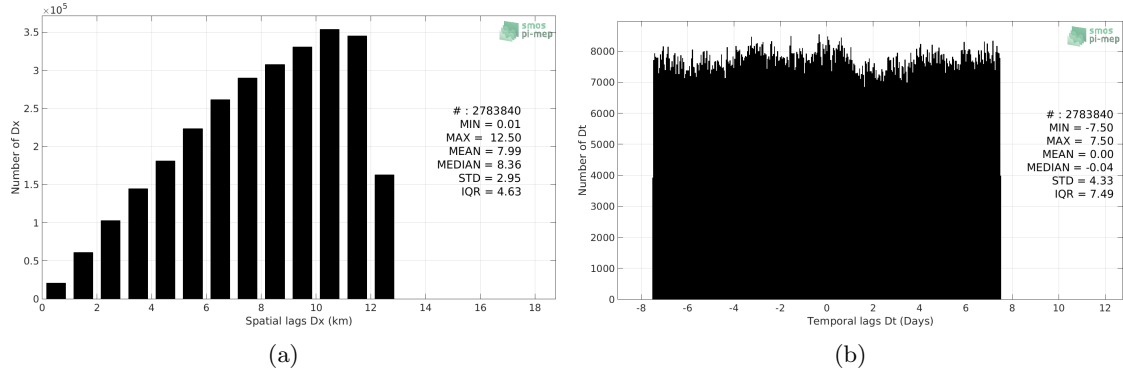 ×10⁵
3.5
3
2.5
2
1.5
1
0.5
0
0 2 4 6 8 10 12 14 16 18
Number of Dx
Spatial lags Dx (km)
smos
pi-mep
# : 2783840
MIN = 0.01
MAX = 12.50
MEAN = 7.99
MEDIAN = 8.36
STD = 2.95
IQR = 4.63
(a)
8000
7000
6000
5000
4000
3000
2000
1000
0
-8 -6 -4 -2 0 2 4 6 8 10 12
Number of Dt
Temporal lags Dt (Days)
smos
pi-mep
# : 2783840
MIN = -7.50
MAX = 7.50
MEAN = 0.00
MEDIAN = -0.04
STD = 4.33
IQR = 7.49
(b)